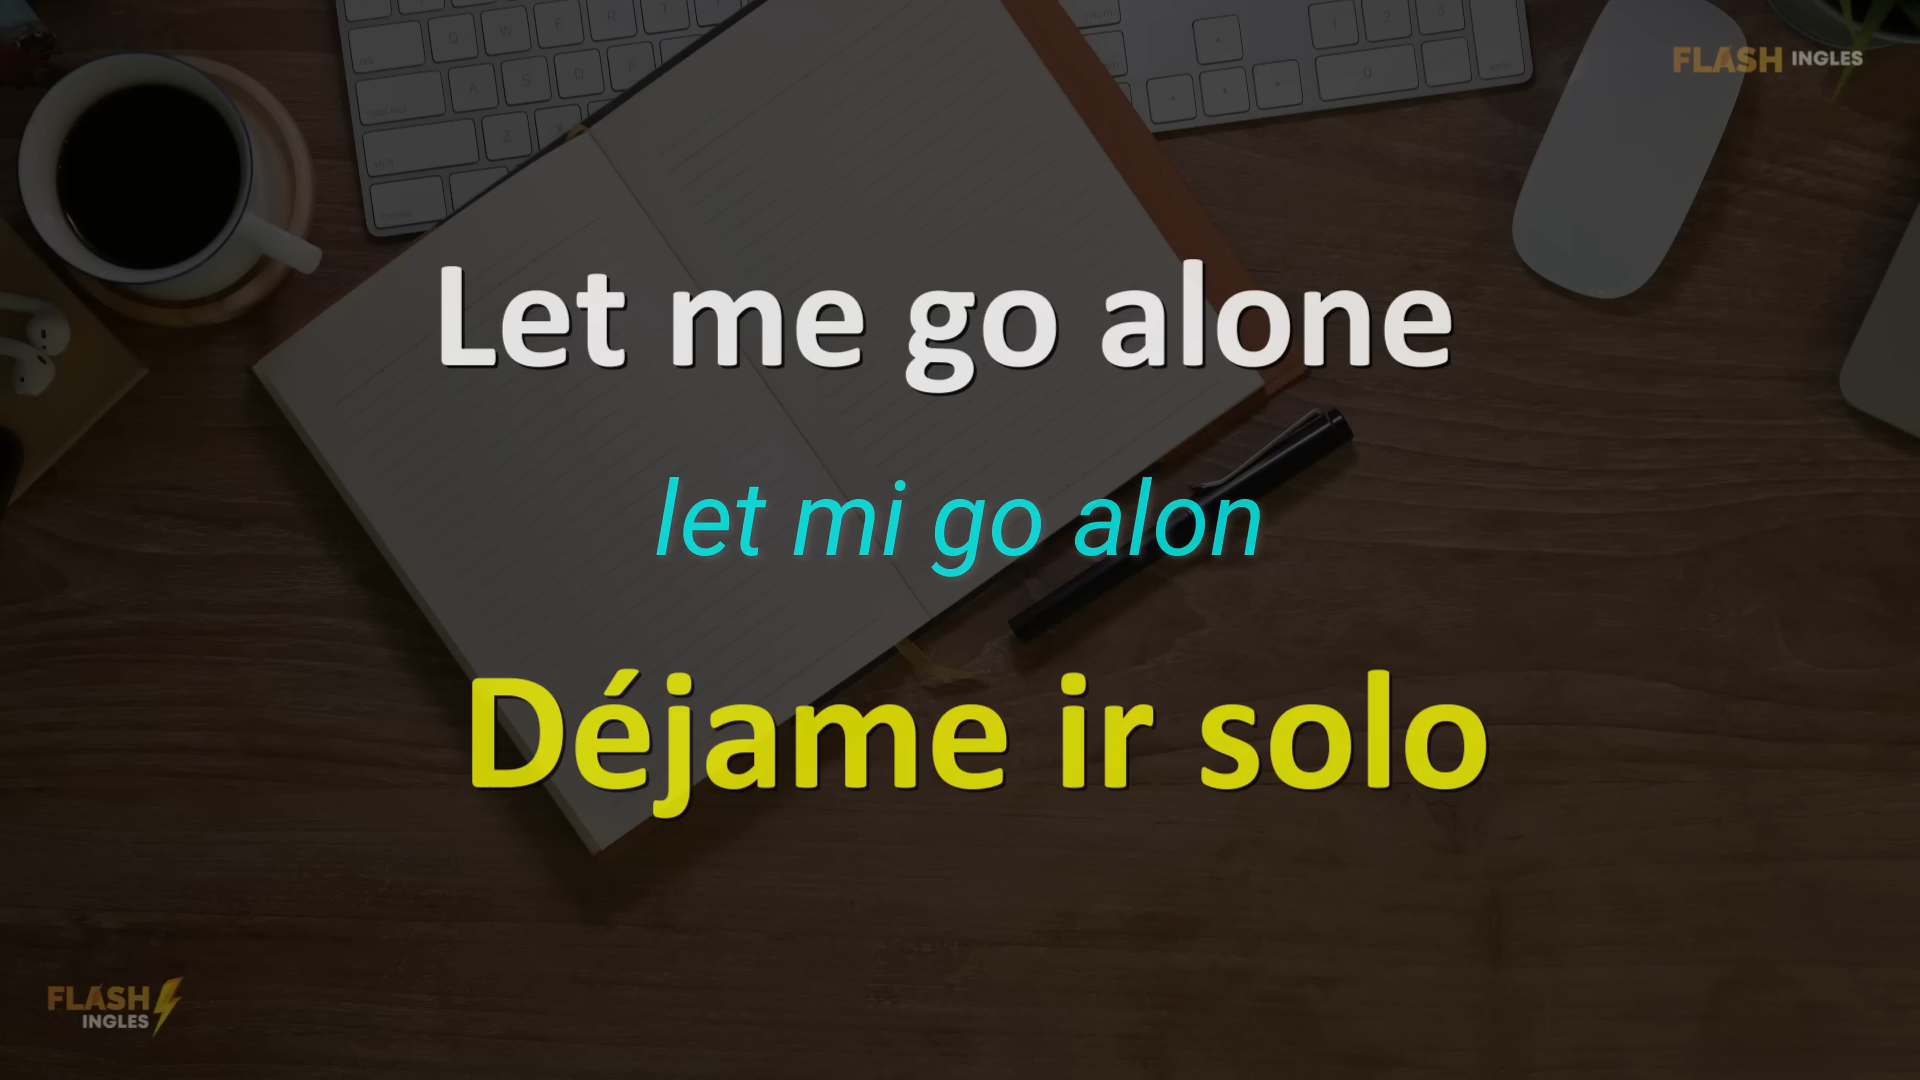 FLASH INGLES
Let me go alone
let mi go alon
Déjame ir solo
FLASH
INGLES